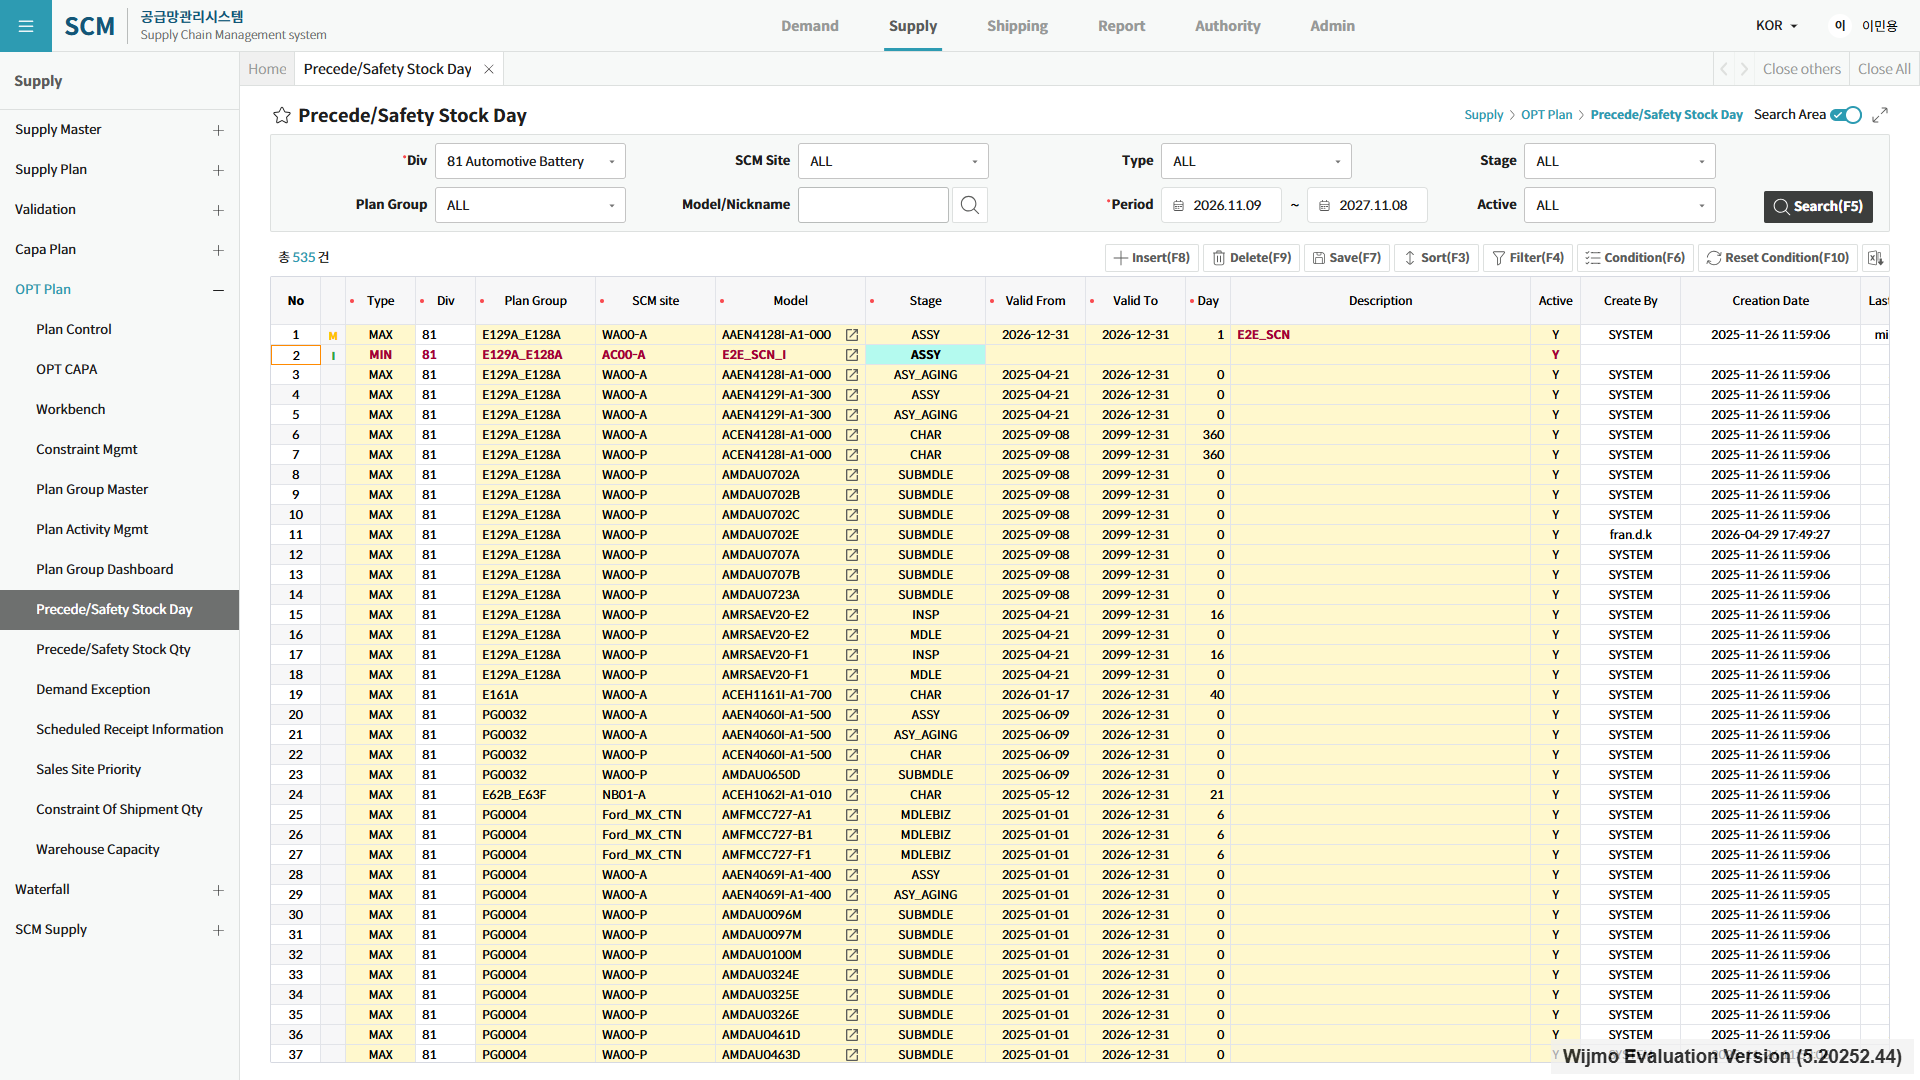 SCM 공급망관리시스템 Supply Chain Management system
Demand Supply Shipping Report Authority Admin
KOR 이 이민용
Supply
Supply Master
Supply Plan
Validation
Capa Plan
OPT Plan
Plan Control
OPT CAPA
Workbench
Constraint Mgmt
Plan Group Master
Plan Activity Mgmt
Plan Group Dashboard
Precede/Safety Stock Day
Precede/Safety Stock Qty
Demand Exception
Scheduled Receipt Information
Sales Site Priority
Constraint Of Shipment Qty
Warehouse Capacity
Waterfall
SCM Supply
Home Precede/Safety Stock Day Close others Close All
Precede/Safety Stock Day
Supply > OPT Plan > Precede/Safety Stock Day Search Area
*Div 81 Automotive Battery SCM Site ALL Type ALL Stage ALL
Plan Group ALL Model/Nickname *Period 2026.11.09 ~ 2027.11.08 Active ALL Search(F5)
총 535 건 Insert(F8) Delete(F9) Save(F7) Sort(F3) Filter(F4) Condition(F6) Reset Condition(F10)
No Type Div Plan Group SCM site Model Stage Valid From Valid To Day Description Active Create By Creation Date Las
1 M MAX 81 E129A_E128A WA00-A AAEN4128I-A1-000 ASSY 2026-12-31 2026-12-31 1 E2E_SCN Y SYSTEM 2025-11-26 11:59:06 mi
2 I MIN 81 E129A_E128A AC00-A E2E_SCN_I ASSY Y
3 MAX 81 E129A_E128A WA00-A AAEN4128I-A1-000 ASY_AGING 2025-04-21 2026-12-31 0 Y SYSTEM 2025-11-26 11:59:06
4 MAX 81 E129A_E128A WA00-A AAEN4129I-A1-300 ASSY 2025-04-21 2026-12-31 0 Y SYSTEM 2025-11-26 11:59:06
5 MAX 81 E129A_E128A WA00-A AAEN4129I-A1-300 ASY_AGING 2025-04-21 2026-12-31 0 Y SYSTEM 2025-11-26 11:59:06
6 MAX 81 E129A_E128A WA00-A ACEN4128I-A1-000 CHAR 2025-09-08 2099-12-31 360 Y SYSTEM 2025-11-26 11:59:06
7 MAX 81 E129A_E128A WA00-P ACEN4128I-A1-000 CHAR 2025-09-08 2099-12-31 360 Y SYSTEM 2025-11-26 11:59:06
8 MAX 81 E129A_E128A WA00-P AMDAU0702A SUBMDLE 2025-09-08 2099-12-31 0 Y SYSTEM 2025-11-26 11:59:06
9 MAX 81 E129A_E128A WA00-P AMDAU0702B SUBMDLE 2025-09-08 2099-12-31 0 Y SYSTEM 2025-11-26 11:59:06
10 MAX 81 E129A_E128A WA00-P AMDAU0702C SUBMDLE 2025-09-08 2099-12-31 0 Y SYSTEM 2025-11-26 11:59:06
11 MAX 81 E129A_E128A WA00-P AMDAU0702E SUBMDLE 2025-09-08 2099-12-31 0 Y fran.d.k 2026-04-29 17:49:27
12 MAX 81 E129A_E128A WA00-P AMDAU0707A SUBMDLE 2025-09-08 2099-12-31 0 Y SYSTEM 2025-11-26 11:59:06
13 MAX 81 E129A_E128A WA00-P AMDAU0707B SUBMDLE 2025-09-08 2099-12-31 0 Y SYSTEM 2025-11-26 11:59:06
14 MAX 81 E129A_E128A WA00-P AMDAU0723A SUBMDLE 2025-09-08 2099-12-31 0 Y SYSTEM 2025-11-26 11:59:06
15 MAX 81 E129A_E128A WA00-P AMRSAEV20-E2 INSP 2025-04-21 2099-12-31 16 Y SYSTEM 2025-11-26 11:59:06
16 MAX 81 E129A_E128A WA00-P AMRSAEV20-E2 MDLE 2025-04-21 2099-12-31 0 Y SYSTEM 2025-11-26 11:59:06
17 MAX 81 E129A_E128A WA00-P AMRSAEV20-F1 INSP 2025-04-21 2099-12-31 16 Y SYSTEM 2025-11-26 11:59:06
18 MAX 81 E129A_E128A WA00-P AMRSAEV20-F1 MDLE 2025-04-21 2099-12-31 0 Y SYSTEM 2025-11-26 11:59:06
19 MAX 81 E161A WA00-A ACEH1161I-A1-700 CHAR 2026-01-17 2026-12-31 40 Y SYSTEM 2025-11-26 11:59:06
20 MAX 81 PG0032 WA00-A AAEN4060I-A1-500 ASSY 2025-06-09 2026-12-31 0 Y SYSTEM 2025-11-26 11:59:06
21 MAX 81 PG0032 WA00-A AAEN4060I-A1-500 ASY_AGING 2025-06-09 2026-12-31 0 Y SYSTEM 2025-11-26 11:59:06
22 MAX 81 PG0032 WA00-P ACEN4060I-A1-500 CHAR 2025-06-09 2026-12-31 0 Y SYSTEM 2025-11-26 11:59:06
23 MAX 81 PG0032 WA00-P AMDAU0650D SUBMDLE 2025-06-09 2026-12-31 0 Y SYSTEM 2025-11-26 11:59:06
24 MAX 81 E62B_E63F NB01-A ACEH1062I-A1-010 CHAR 2025-05-12 2026-12-31 21 Y SYSTEM 2025-11-26 11:59:06
25 MAX 81 PG0004 Ford_MX_CTN AMFMCC727-A1 MDLEBIZ 2025-01-01 2026-12-31 6 Y SYSTEM 2025-11-26 11:59:06
26 MAX 81 PG0004 Ford_MX_CTN AMFMCC727-B1 MDLEBIZ 2025-01-01 2026-12-31 6 Y SYSTEM 2025-11-26 11:59:06
27 MAX 81 PG0004 Ford_MX_CTN AMFMCC727-F1 MDLEBIZ 2025-01-01 2026-12-31 6 Y SYSTEM 2025-11-26 11:59:06
28 MAX 81 PG0004 WA00-A AAEN4069I-A1-400 ASSY 2025-01-01 2026-12-31 0 Y SYSTEM 2025-11-26 11:59:06
29 MAX 81 PG0004 WA00-A AAEN4069I-A1-400 ASY_AGING 2025-01-01 2026-12-31 0 Y SYSTEM 2025-11-26 11:59:05
30 MAX 81 PG0004 WA00-P AMDAU0096M SUBMDLE 2025-01-01 2026-12-31 0 Y SYSTEM 2025-11-26 11:59:06
31 MAX 81 PG0004 WA00-P AMDAU0097M SUBMDLE 2025-01-01 2026-12-31 0 Y SYSTEM 2025-11-26 11:59:06
32 MAX 81 PG0004 WA00-P AMDAU0100M SUBMDLE 2025-01-01 2026-12-31 0 Y SYSTEM 2025-11-26 11:59:06
33 MAX 81 PG0004 WA00-P AMDAU0324E SUBMDLE 2025-01-01 2026-12-31 0 Y SYSTEM 2025-11-26 11:59:06
34 MAX 81 PG0004 WA00-P AMDAU0325E SUBMDLE 2025-01-01 2026-12-31 0 Y SYSTEM 2025-11-26 11:59:06
35 MAX 81 PG0004 WA00-P AMDAU0326E SUBMDLE 2025-01-01 2026-12-31 0 Y SYSTEM 2025-11-26 11:59:06
36 MAX 81 PG0004 WA00-P AMDAU0461D SUBMDLE 2025-01-01 2026-12-31 0 Y SYSTEM 2025-11-26 11:59:06
37 MAX 81 PG0004 WA00-P AMDAU0463D SUBMDLE 2025-01-01 2026-12-31 0 Y
Wijmo Evaluation Version (5.20252.44)